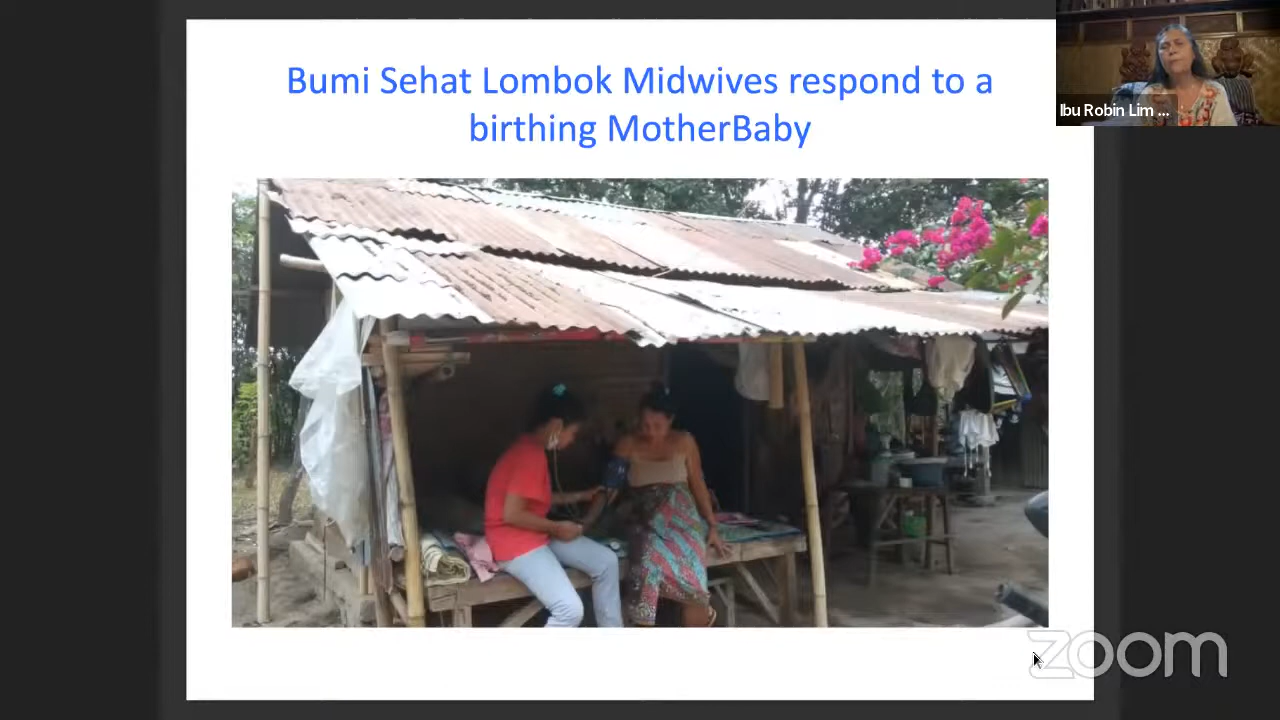 Bumi Sehat Lombok Midwives respond to a
birthing MotherBaby
Ibu Robin Lim ...
zoom